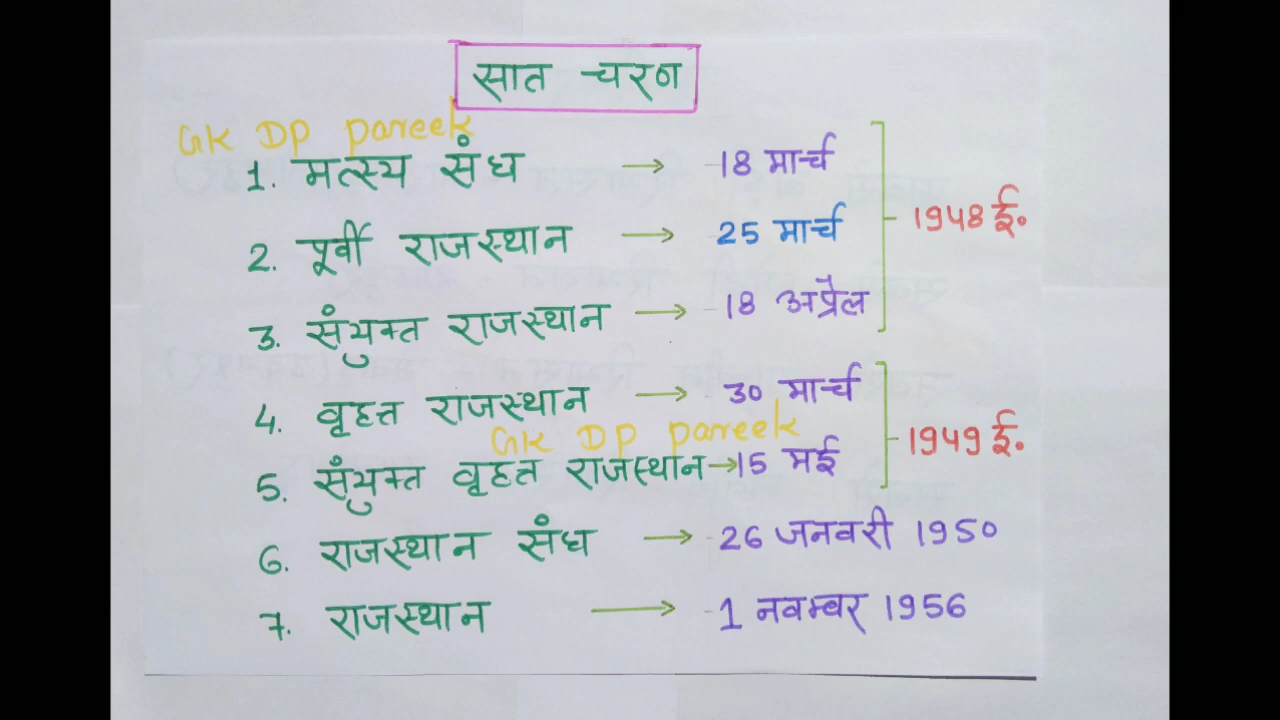 सात चरण
GK DP pareek
1. मत्स्य संघ → 18 मार्च
2. पूर्वी राजस्थान → 25 मार्च 1948 ई.
3. संयुक्त राजस्थान → 18 अप्रैल
4. वृहत्त राजस्थान → 30 मार्च
GK DP pareek 1949 ई.
5. संयुक्त वृहत्त राजस्थान → 15 मई
6. राजस्थान संघ → 26 जनवरी 1950
7. राजस्थान → 1 नवम्बर 1956